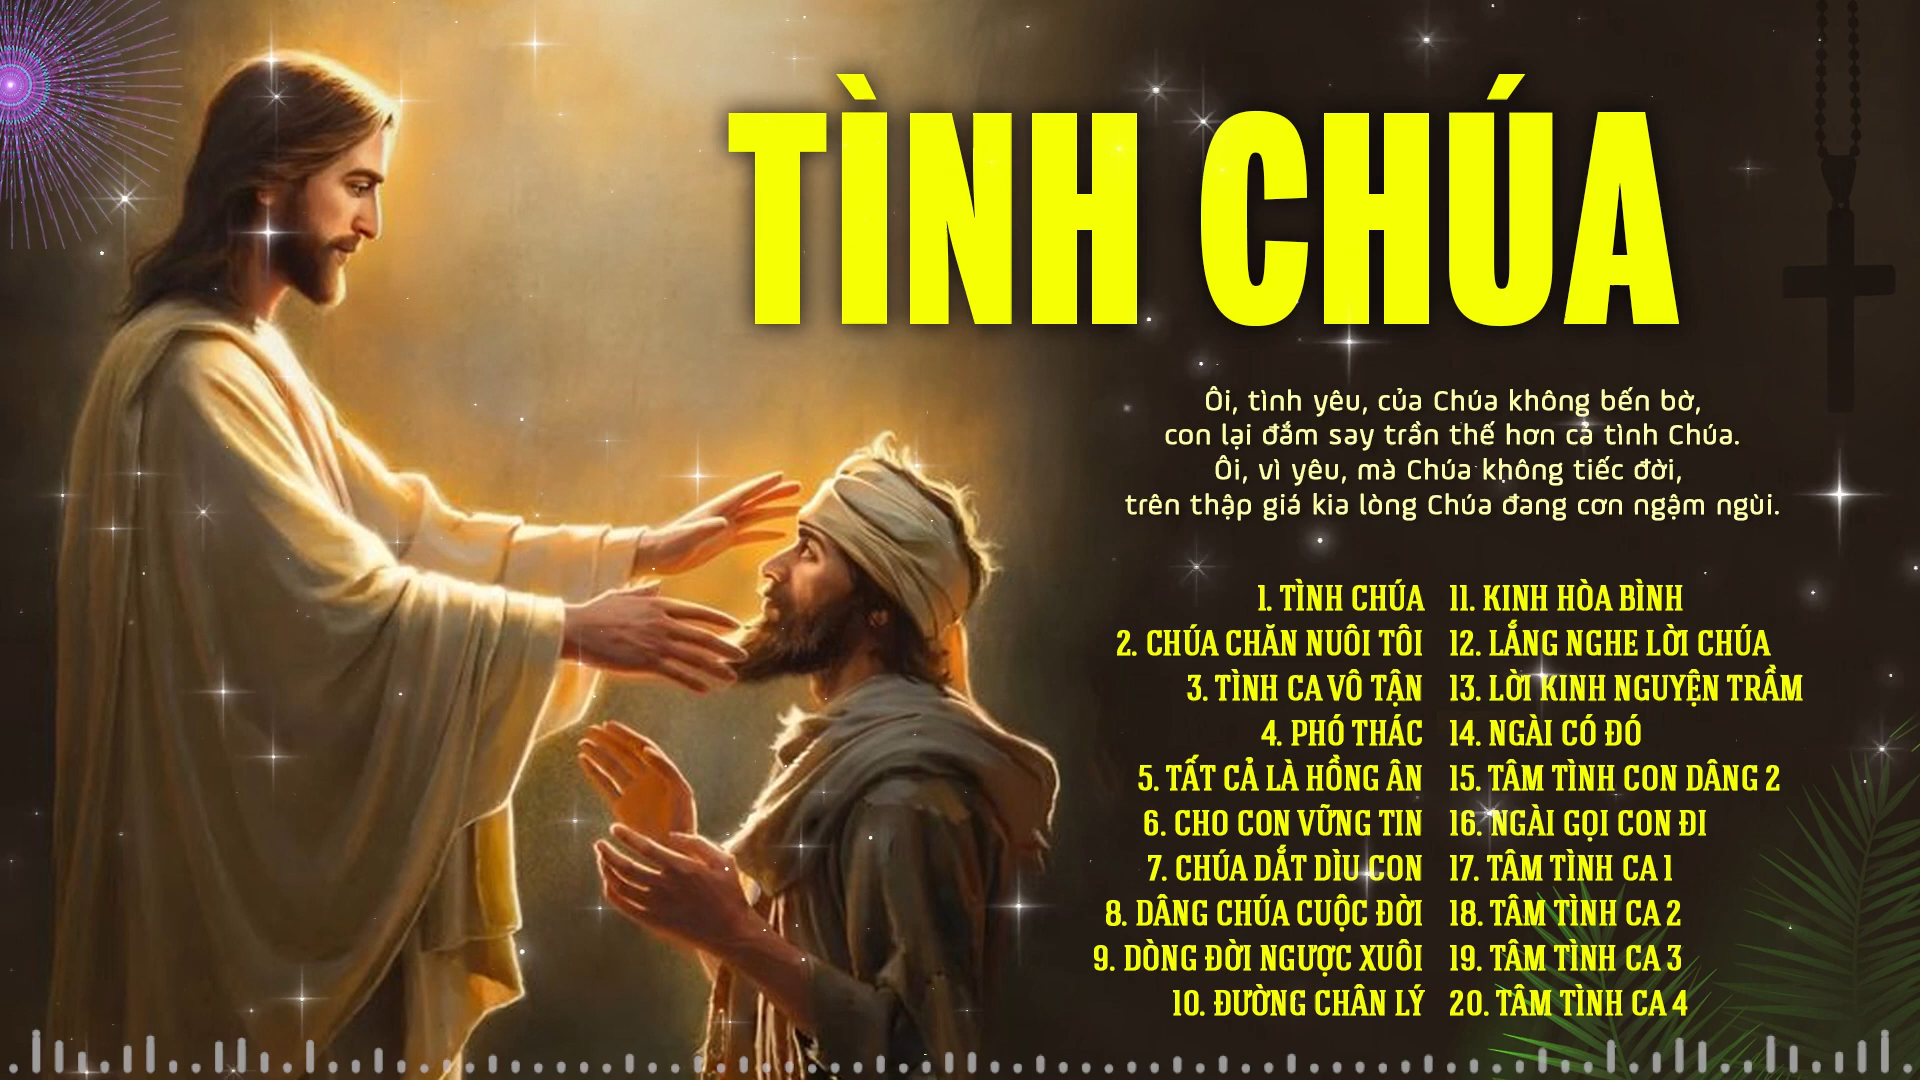 TÌNH CHÚA
Ôi, tình yêu, của Chúa không bến bờ,
con lại đắm say trần thế hơn cả tình Chúa.
Ôi, vì yêu, mà Chúa không tiếc đời,
trên thập giá kia lòng Chúa đang cơn ngậm ngùi.
1. TÌNH CHÚA
2. CHÚA CHĂN NUÔI TÔI
3. TÌNH CA VÔ TẬN
4. PHÓ THÁC
5. TẤT CẢ LÀ HỒNG ÂN
6. CHO CON VỮNG TIN
7. CHÚA DẮT DÌU CON
8. DÂNG CHÚA CUỘC ĐỜI
9. DÒNG ĐỜI NGƯỢC XUÔI
10. ĐƯỜNG CHÂN LÝ
11. KINH HÒA BÌNH
12. LẮNG NGHE LỜI CHÚA
13. LỜI KINH NGUYỆN TRẦM
14. NGÀI CÓ ĐÓ
15. TÂM TÌNH CON DÂNG 2
16. NGÀI GỌI CON ĐI
17. TÂM TÌNH CA 1
18. TÂM TÌNH CA 2
19. TÂM TÌNH CA 3
20. TÂM TÌNH CA 4